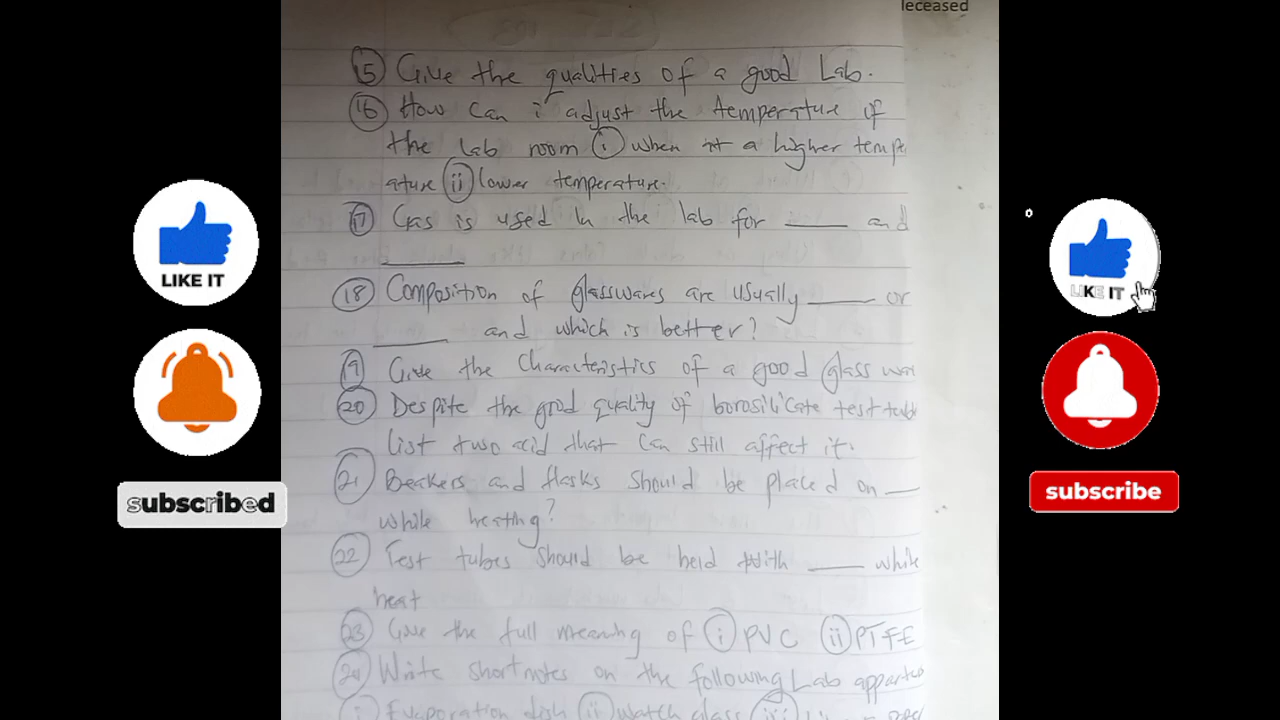 leceased
15 Give the qualities of a good Lab.
16 How can i adjust the temperature of
the lab room i when a higher tempe
ature ii lower temperature.
17 Gas is used in the lab for ____ and
____
18 Composition of glasswares are usually ____ or
____ and which is better?
19 Give the characteristics of a good glass war
20 Despite the good quality of borosilicate test tube
list two acid that can still affect it.
21 Beakers and flasks should be placed on __
while heating?
22 Test tubes should be held with ____ while
heat
23 Give the full meaning of i PVC ii PTFE
24 Write shortnotes on the following Lab apparatus
i Evaporation dish ii watch glass iii
LIKE IT
subscribed
LIKE IT
subscribe